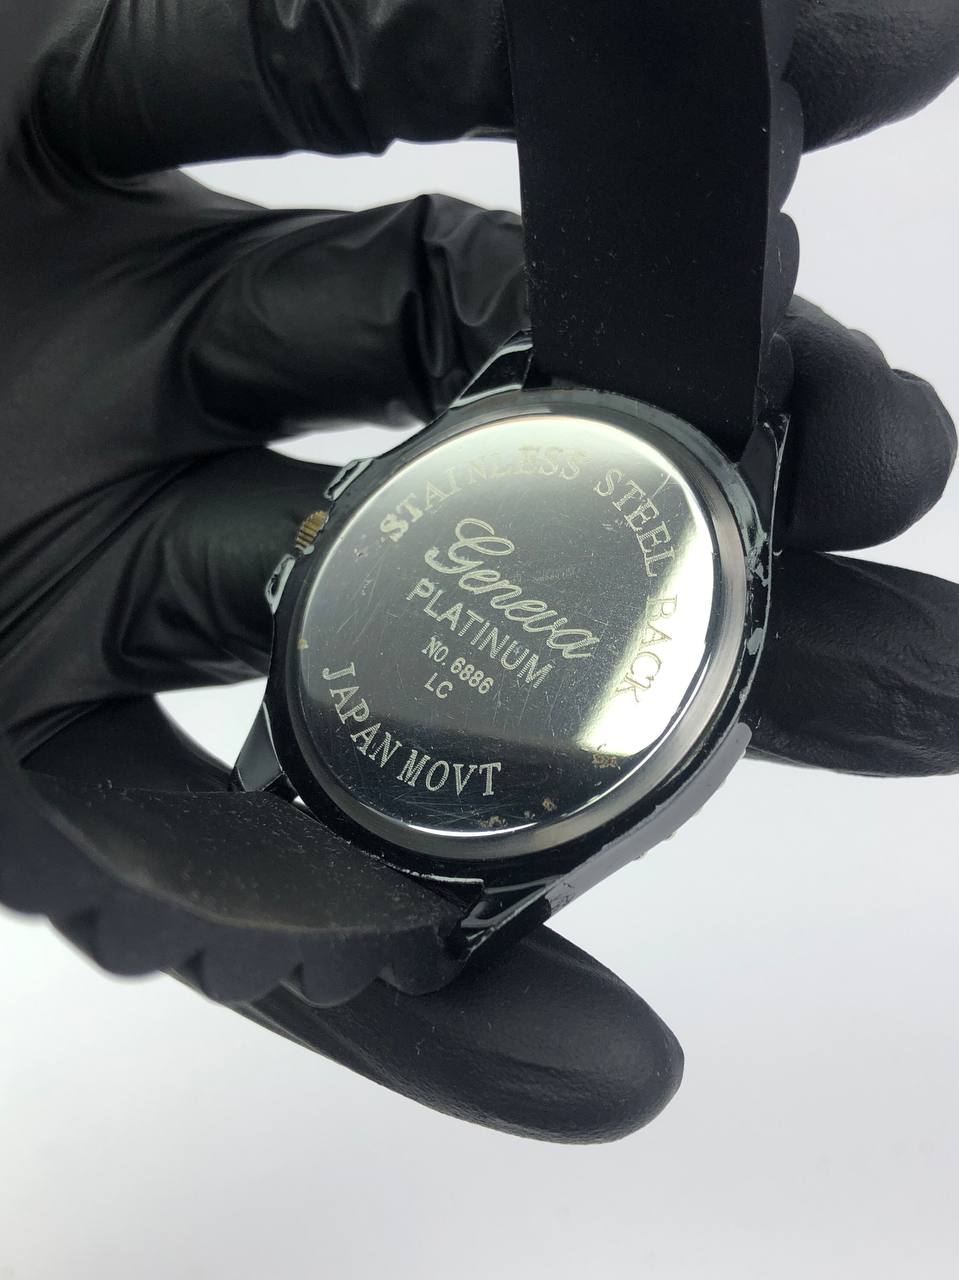 STAINLESS STEEL BACK
Geneva
PLATINUM
NO. 6886
LC
JAPAN MOVT